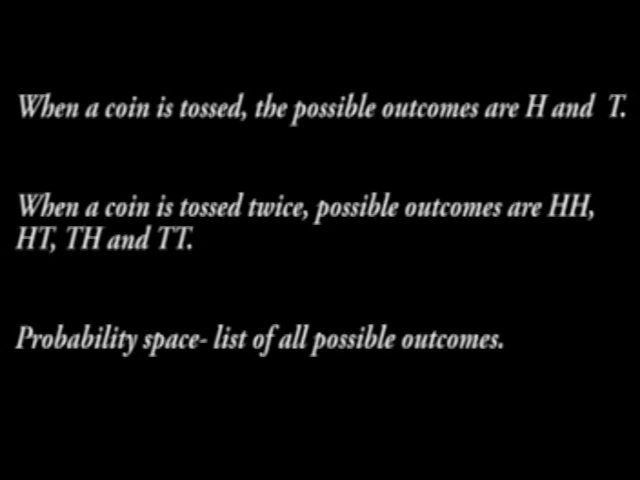 When a coin is tossed, the possible outcomes are H and T.
When a coin is tossed twice, possible outcomes are HH,
HT, TH and TT.
Probability space- list of all possible outcomes.